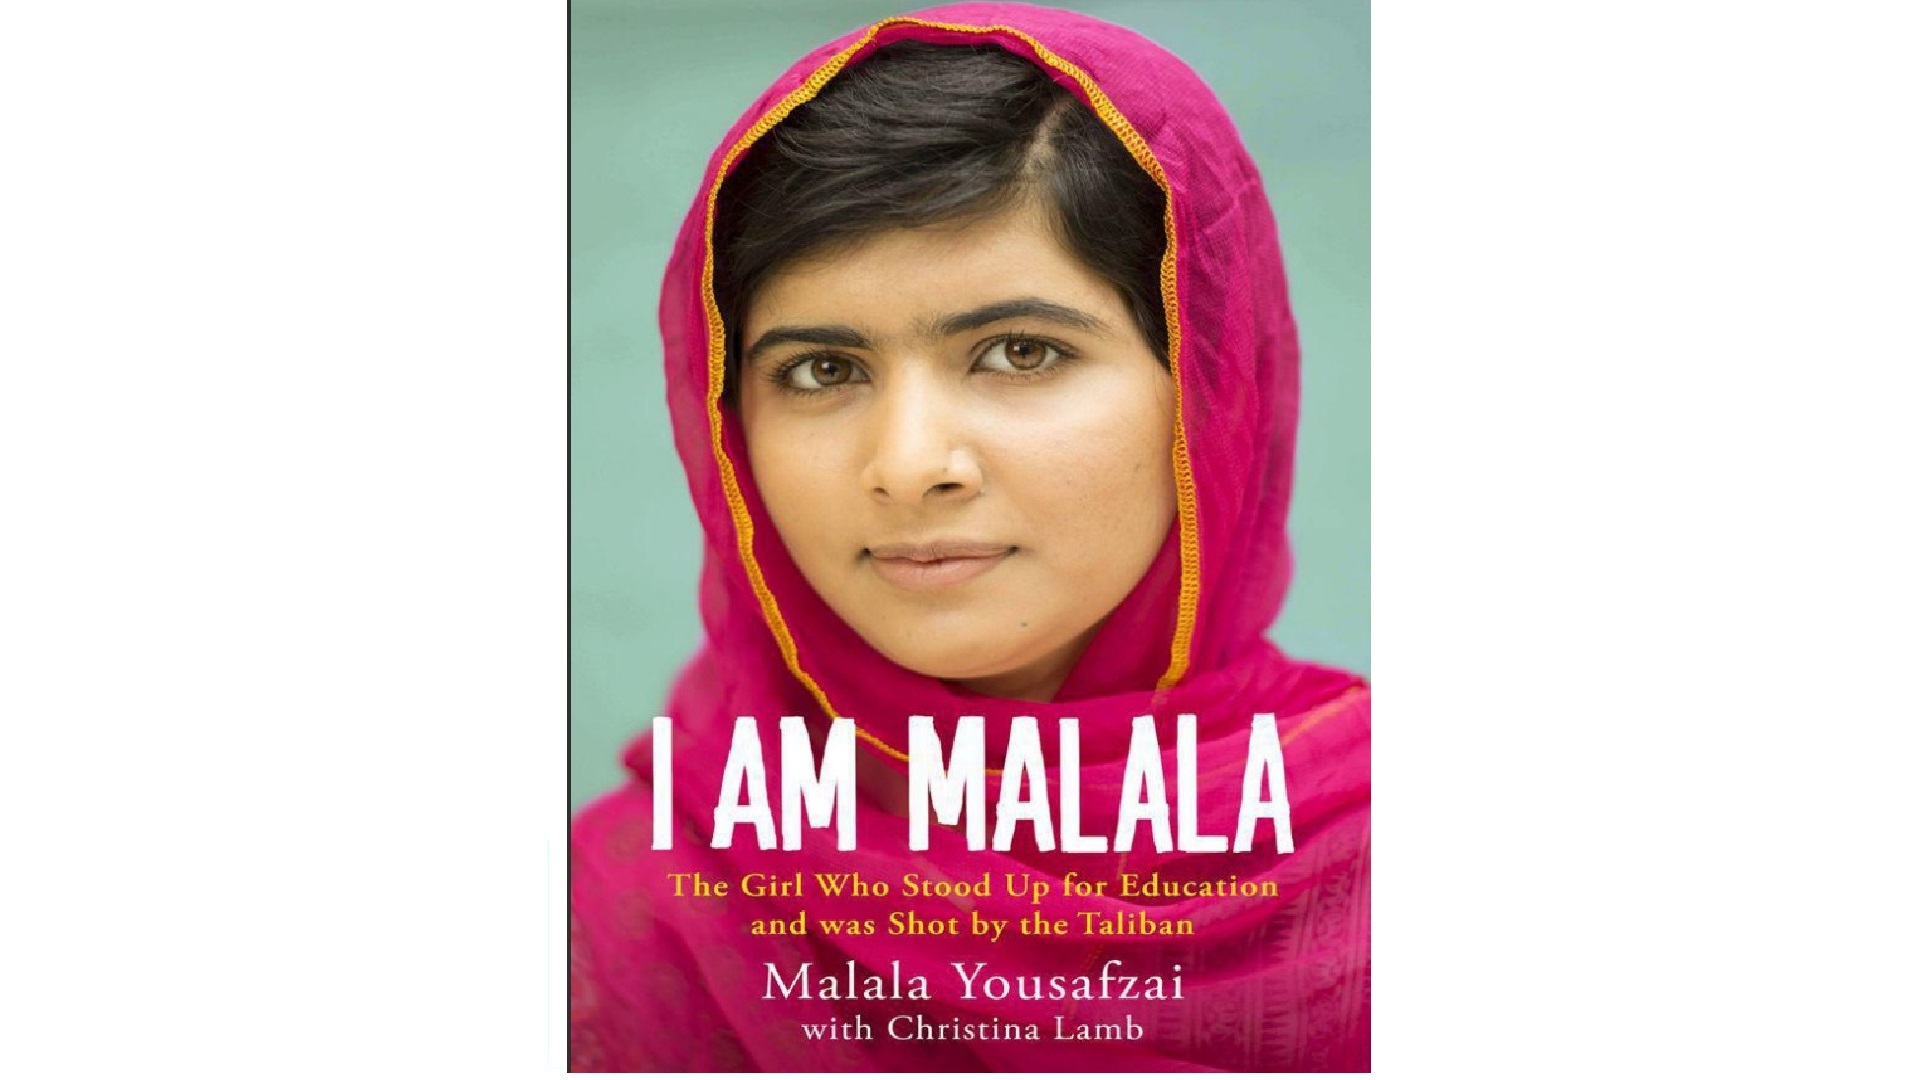 I AM MALALA
The Girl Who Stood Up for Education
and was Shot by the Taliban
Malala Yousafzai
with Christina Lamb